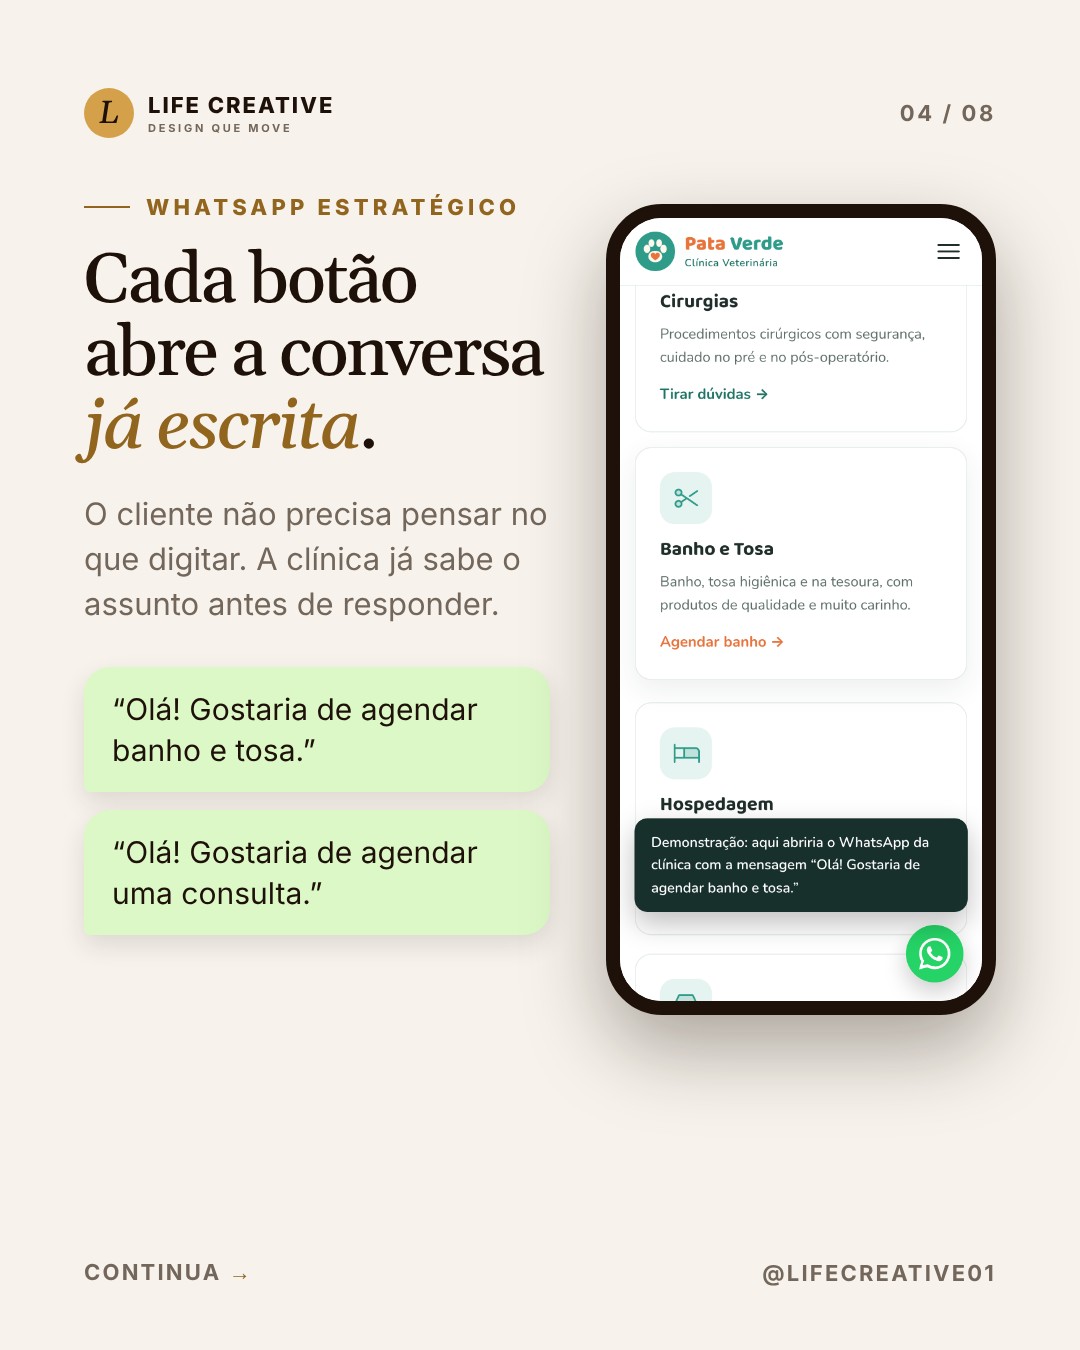 L
LIFE CREATIVE
DESIGN QUE MOVE
04 / 08
WHATSAPP ESTRATÉGICO
Cada botão
abre a conversa
já escrita.
O cliente não precisa pensar no
que digitar. A clínica já sabe o
assunto antes de responder.
“Olá! Gostaria de agendar
banho e tosa.”
“Olá! Gostaria de agendar
uma consulta.”
Pata Verde
Clínica Veterinária
Cirurgias
Procedimentos cirúrgicos com segurança,
cuidado no pré e no pós-operatório.
Tirar dúvidas →
Banho e Tosa
Banho, tosa higiênica e na tesoura, com
produtos de qualidade e muito carinho.
Agendar banho →
Hospedagem
Demonstração: aqui abriria o WhatsApp da
clínica com a mensagem “Olá! Gostaria de
agendar banho e tosa.”
CONTINUA →
@LIFECREATIVE01